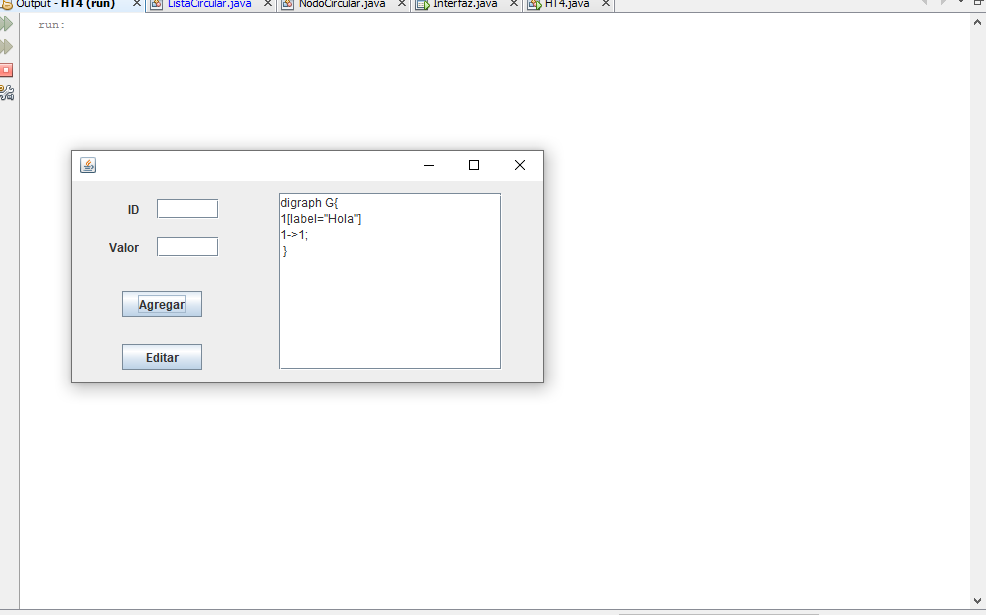 Output - HT4 (run)
ListaCircular.java
NodoCircular.java
Interfaz.java
HT4.java
run:
ID
Valor
Agregar
Editar
digraph G{
1[label="Hola"]
1->1;
}